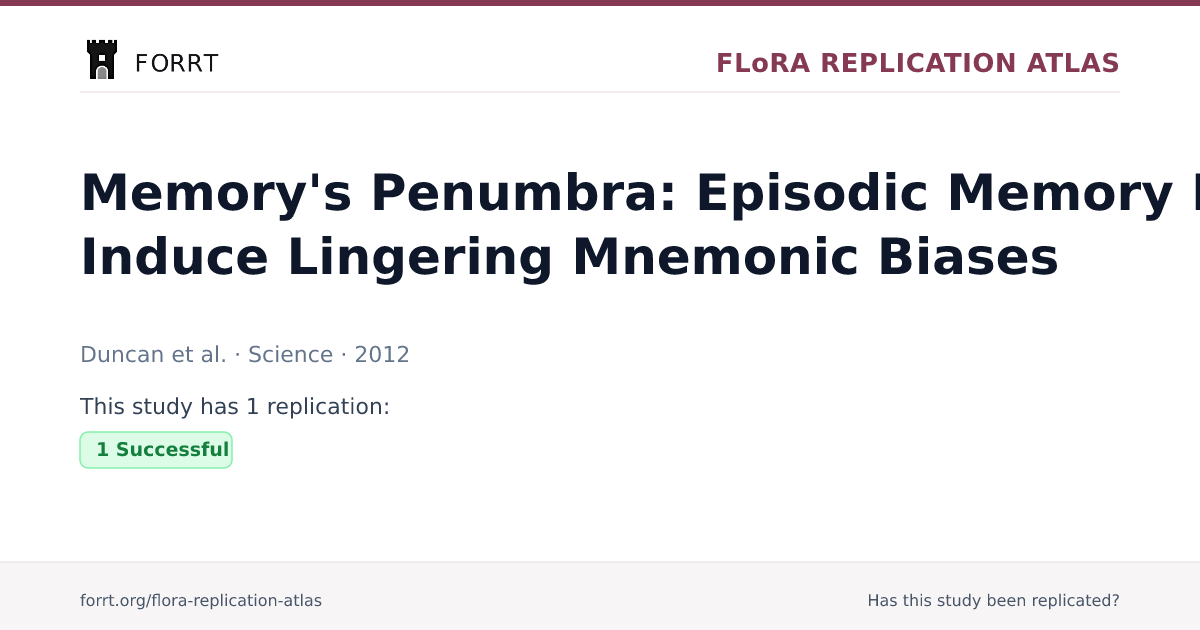 FORRT
FLoRA REPLICATION ATLAS
Memory's Penumbra: Episodic Memory
Induce Lingering Mnemonic Biases
Duncan et al. · Science · 2012
This study has 1 replication:
1 Successful
forrt.org/flora-replication-atlas
Has this study been replicated?